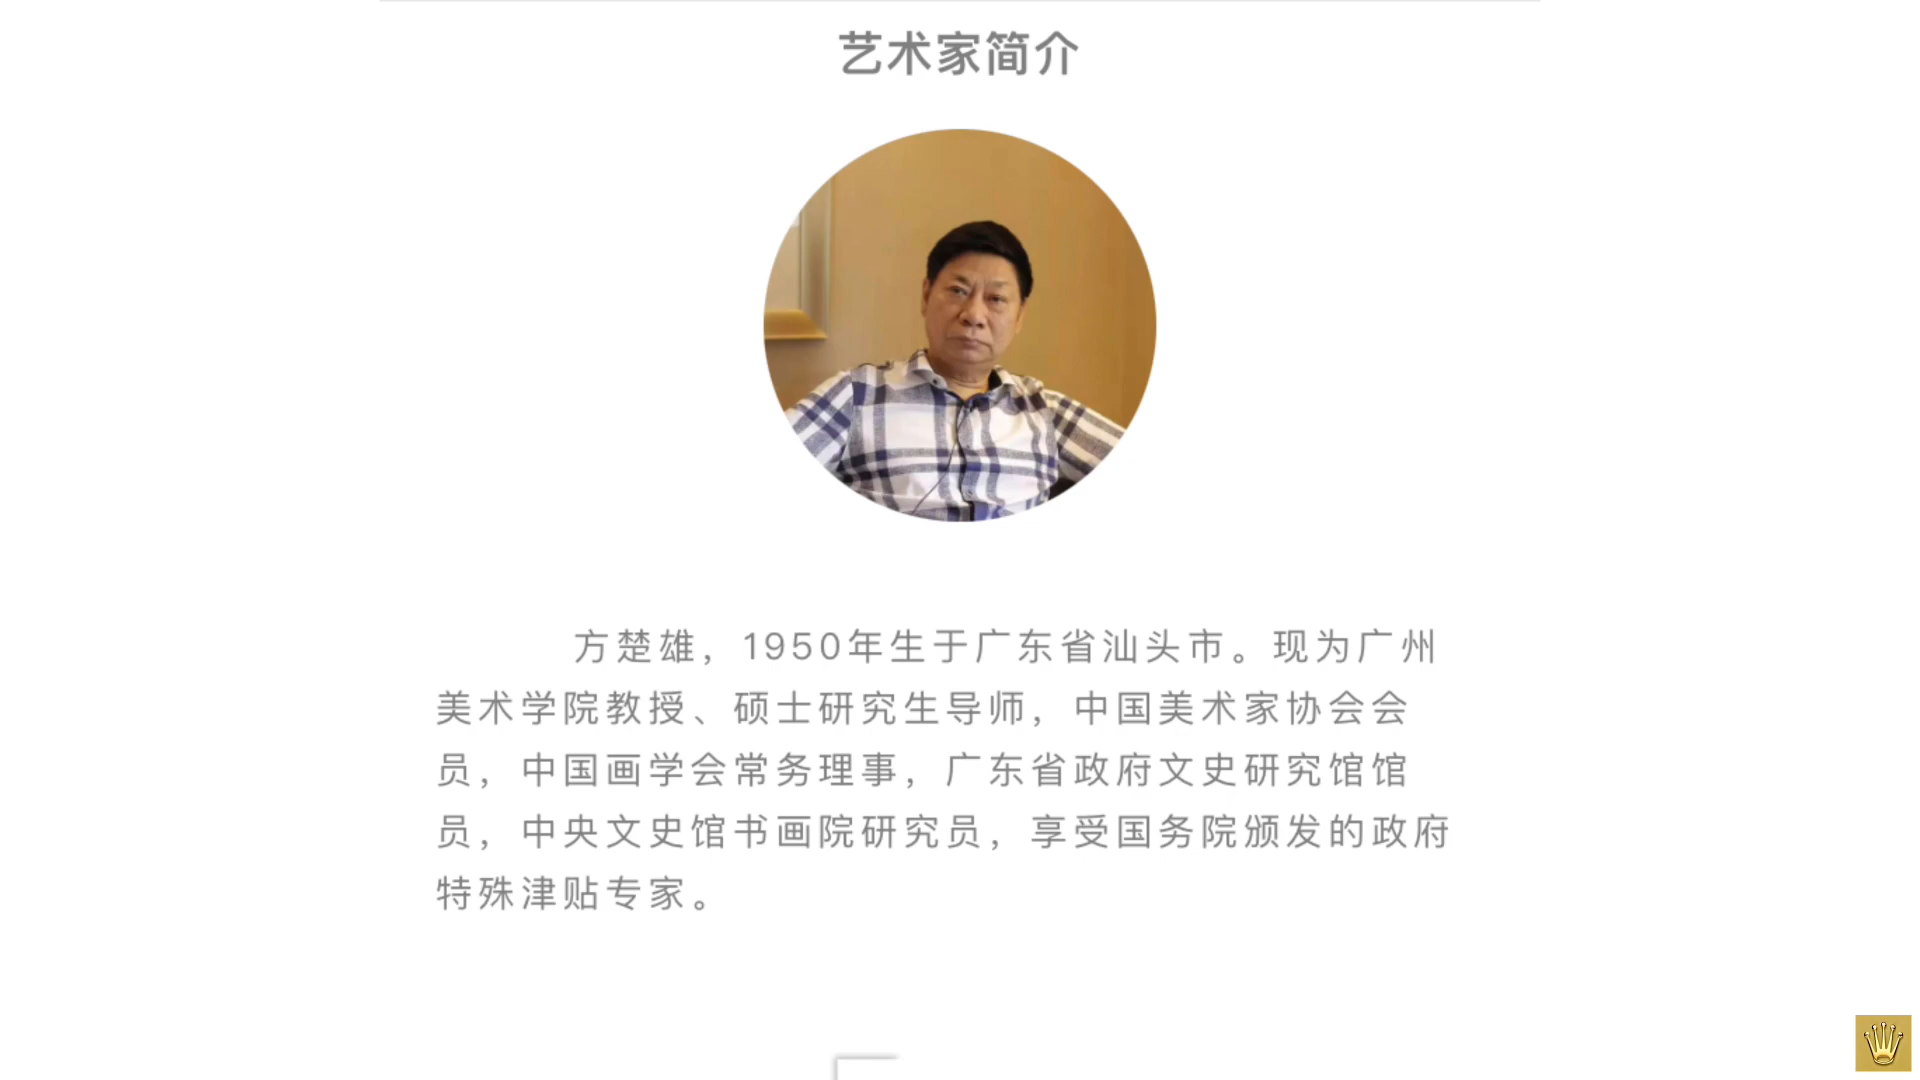 艺术家简介
方楚雄，1950年生于广东省汕头市。现为广州
美术学院教授、硕士研究生导师，中国美术家协会会
员，中国画学会常务理事，广东省政府文史研究馆馆
员，中央文史馆书画院研究员，享受国务院颁发的政府
特殊津贴专家。